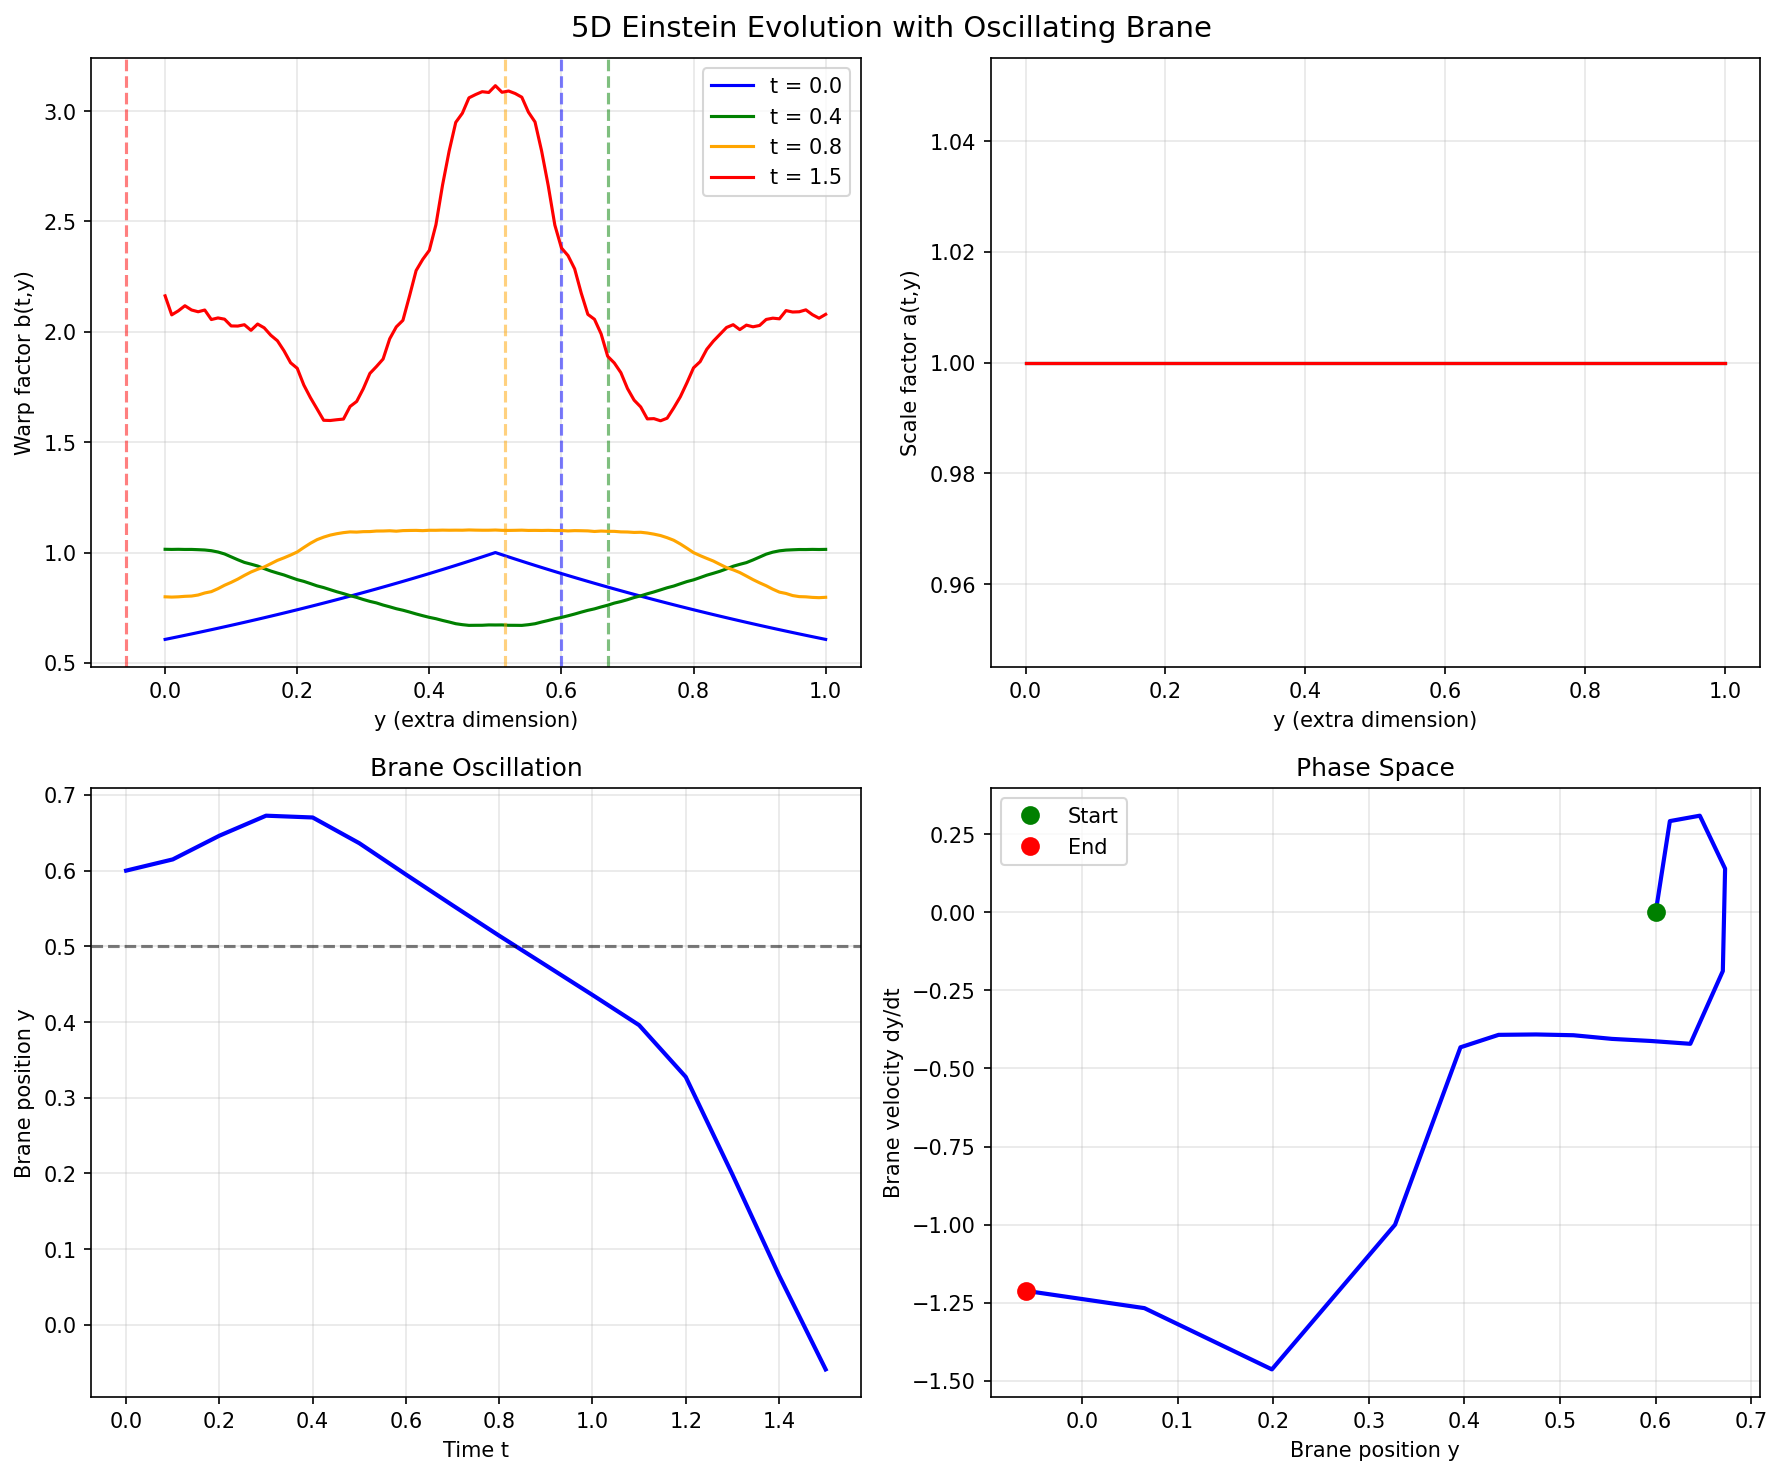 5D Einstein Evolution with Oscillating Brane
t = 0.0
t = 0.4
t = 0.8
t = 1.5
3.0
2.5
2.0
1.5
1.0
0.5
Warp factor b(t,y)
0.0 0.2 0.4 0.6 0.8 1.0
y (extra dimension)
1.04
1.02
1.00
0.98
0.96
Scale factor a(t,y)
0.0 0.2 0.4 0.6 0.8 1.0
y (extra dimension)
Brane Oscillation
0.7
0.6
0.5
0.4
0.3
0.2
0.1
0.0
Brane position y
0.0 0.2 0.4 0.6 0.8 1.0 1.2 1.4
Time t
Phase Space
Start
End
0.25
0.00
−0.25
−0.50
−0.75
−1.00
−1.25
−1.50
Brane velocity dy/dt
0.0 0.1 0.2 0.3 0.4 0.5 0.6 0.7
Brane position y